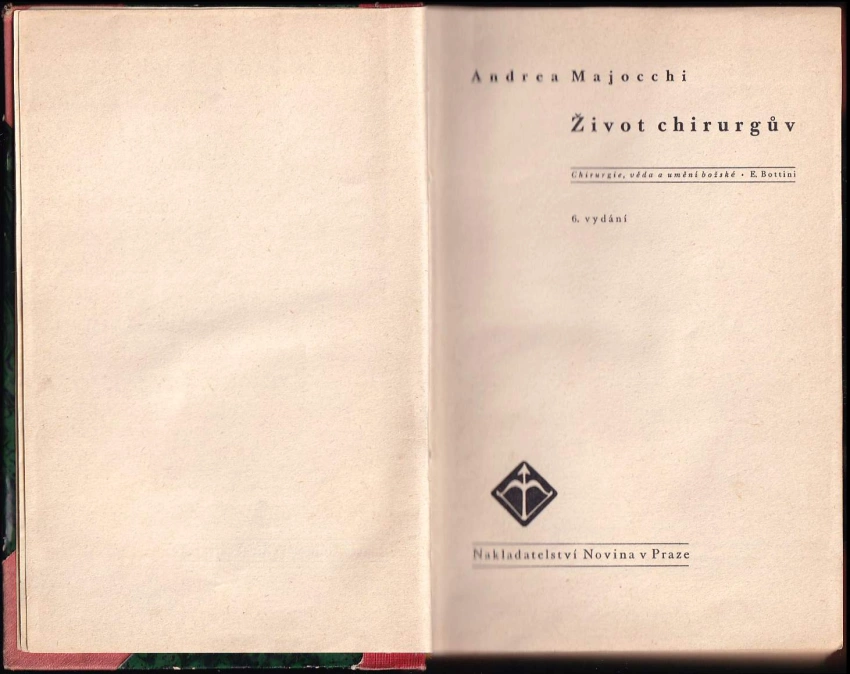 Andrea Majocchi
Život chirurgův
Chirurgie, věda a umění božské • E. Bottini
6. vydání
Nakladatelství Novina v Praze